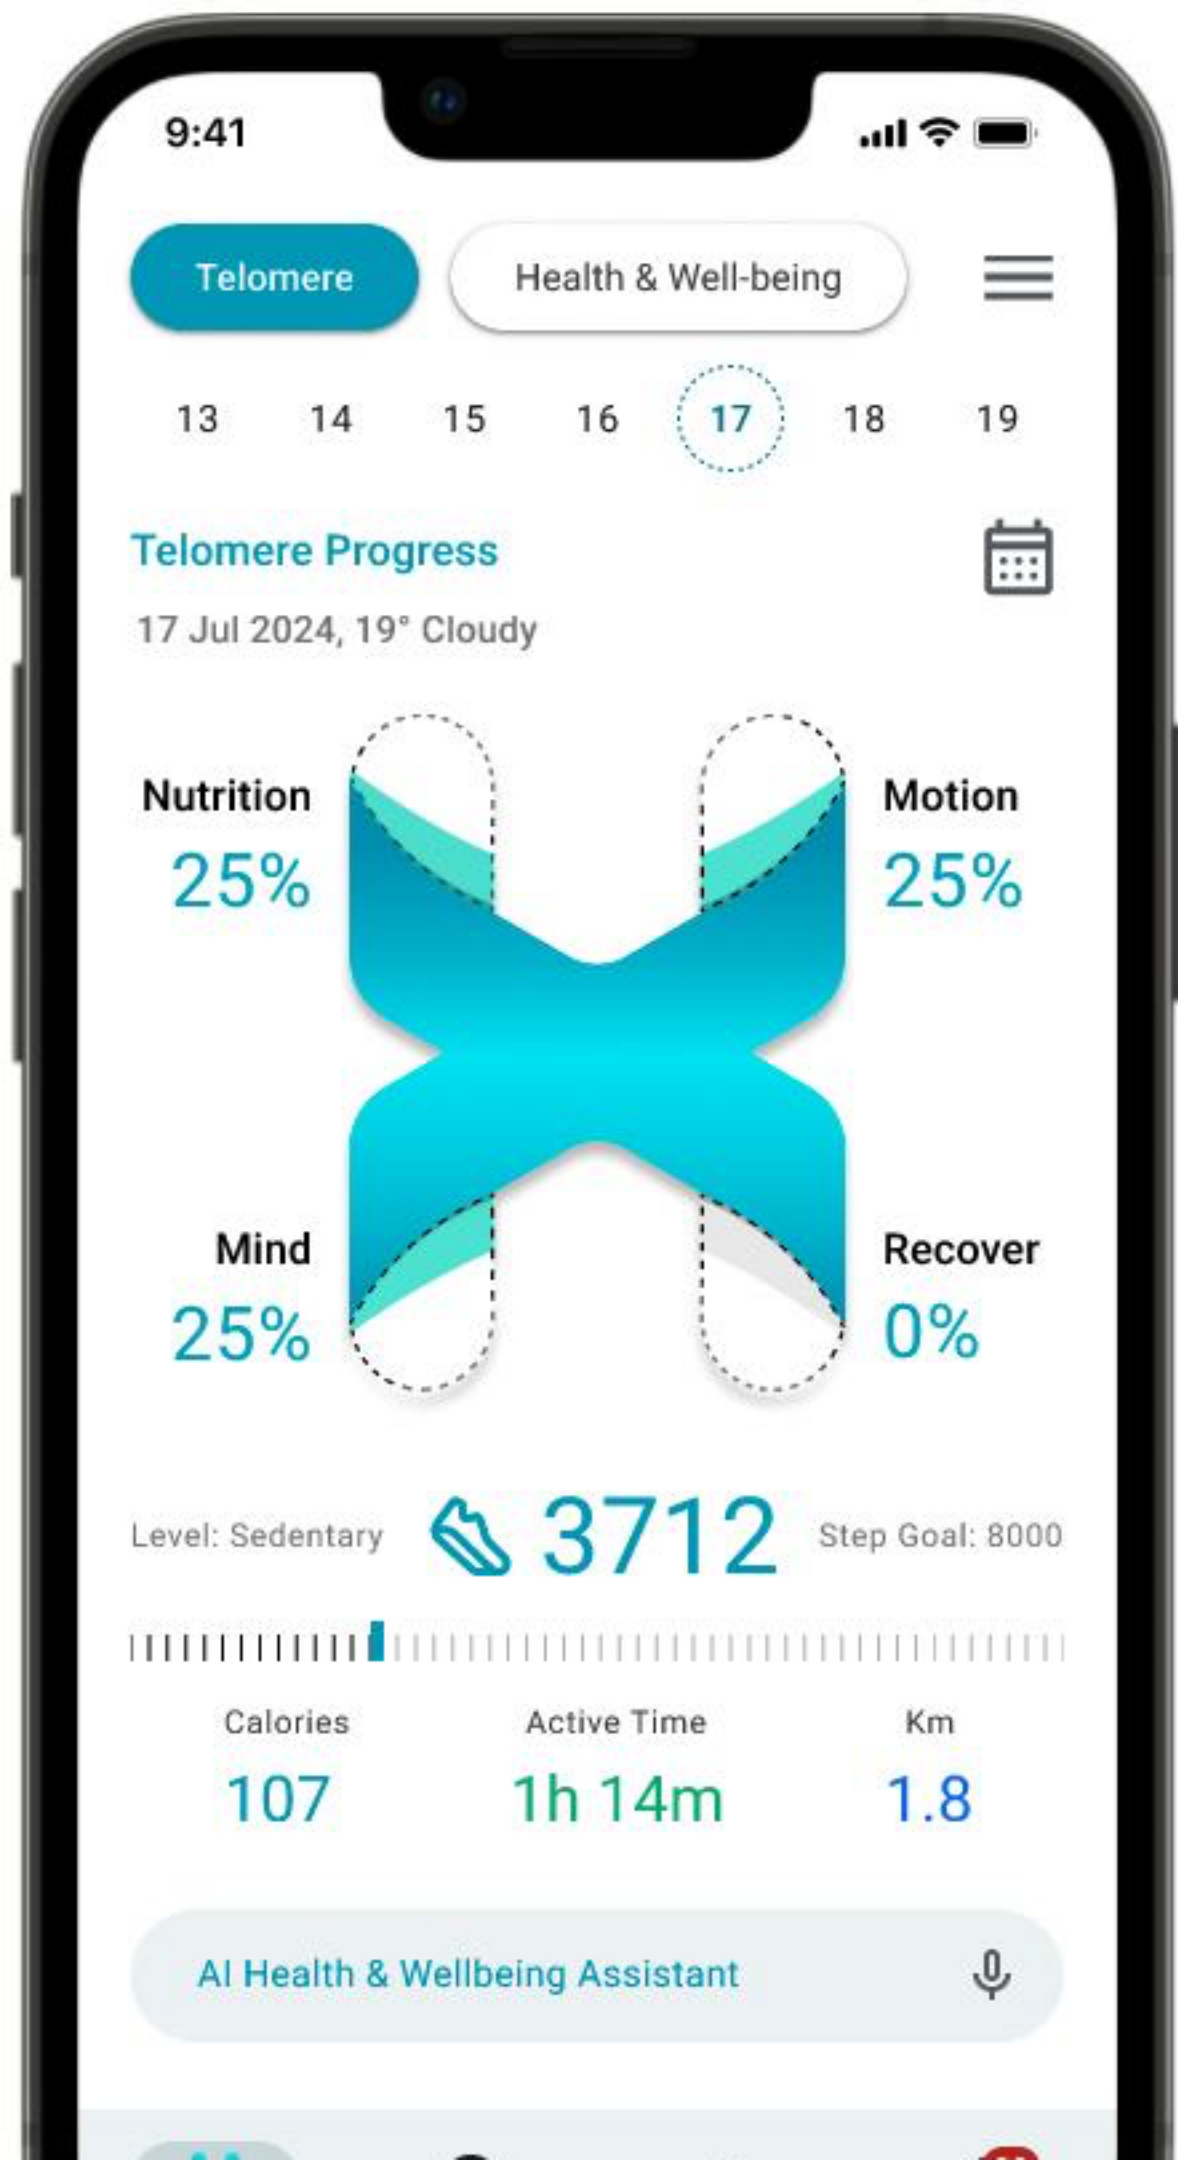 9:41
Telomere Health & Well-being
13 14 15 16 17 18 19
Telomere Progress
17 Jul 2024, 19° Cloudy
Nutrition Motion
25% 25%
Mind Recover
25% 0%
Level: Sedentary 3712 Step Goal: 8000
Calories Active Time Km
107 1h 14m 1.8
AI Health & Wellbeing Assistant